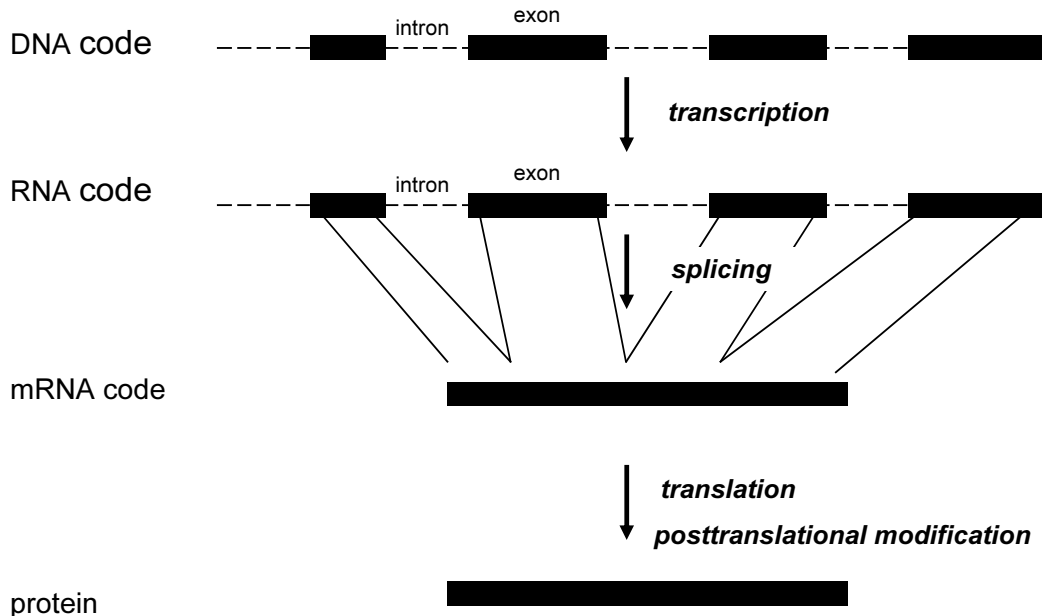 DNA code
intron
exon
transcription
RNA code
intron
exon
splicing
mRNA code
translation
posttranslational modification
protein